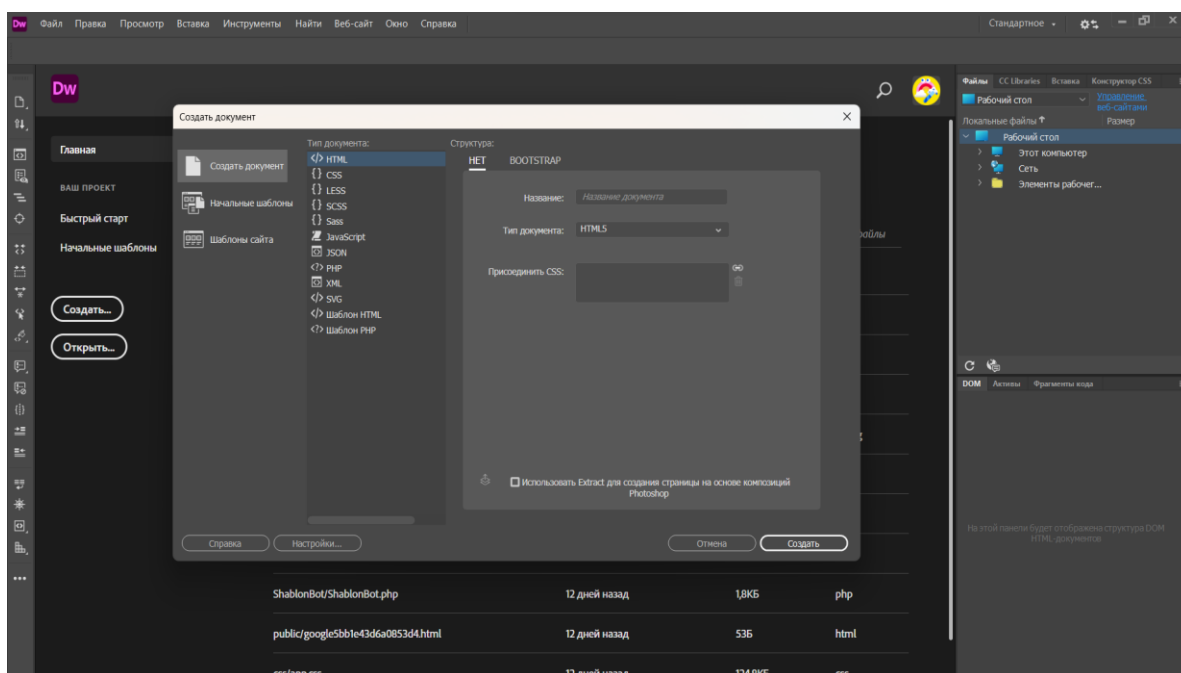 Dw Файл Правка Просмотр Вставка Инструменты Найти Веб-сайт Окно Справка Стандартное
Dw
Файлы CC Libraries Вставка Конструктор CSS
Рабочий стол Управление веб-сайтами
Локальные файлы Размер
Рабочий стол
Этот компьютер
Сеть
Элементы рабочег...
Главная
ВАШ ПРОЕКТ
Быстрый старт
Начальные шаблоны
Создать...
Открыть...
Создать документ
Создать документ
Начальные шаблоны
Шаблоны сайта
Тип документа:
</> HTML
{} CSS
{} LESS
{} SCSS
{} Sass
JavaScript
JSON
<?> PHP
XML
</> SVG
</> Шаблон HTML
<?> Шаблон PHP
Структура:
НЕТ BOOTSTRAP
Название: Название документа
Тип документа: HTML5
Присоединить CSS:
Использовать Extract для создания страницы на основе композиций
Photoshop
Справка Настройки... Отмена Создать
ShablonBot/ShablonBot.php 12 дней назад 1,8КБ php
public/google5bb1e43d6a0853d4.html 12 дней назад 53Б html
DOM Активы Фрагменты кода
На этой панели будет отображена структура DOM
HTML-документов